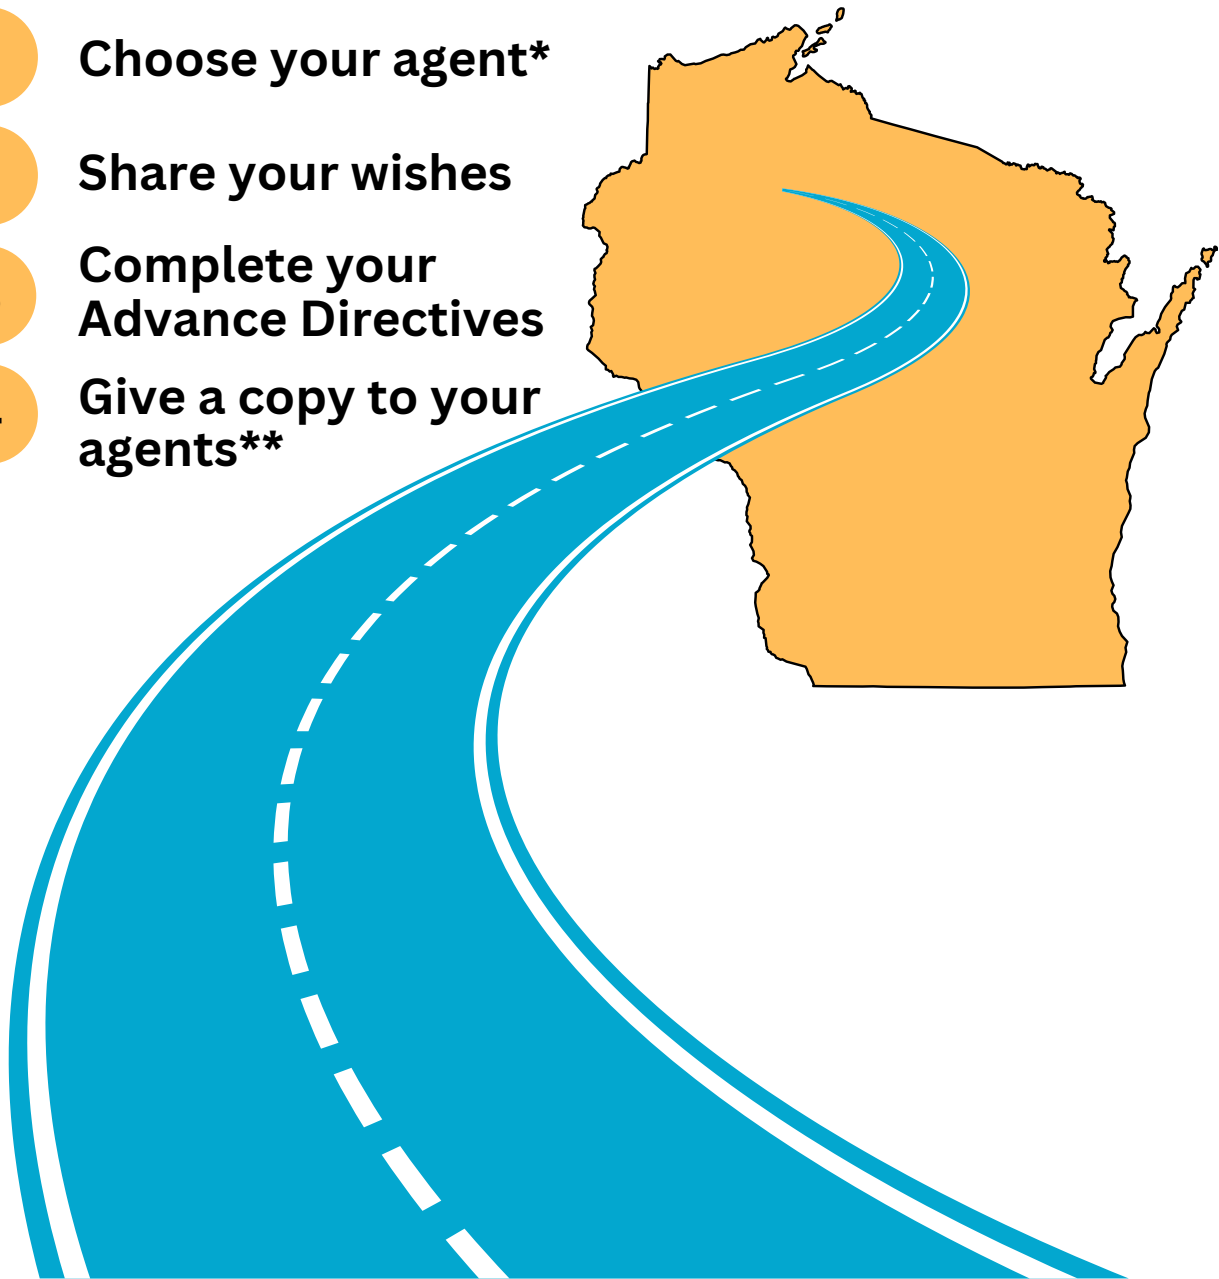 Choose your agent*
Share your wishes
Complete your
Advance Directives
Give a copy to your
agents**